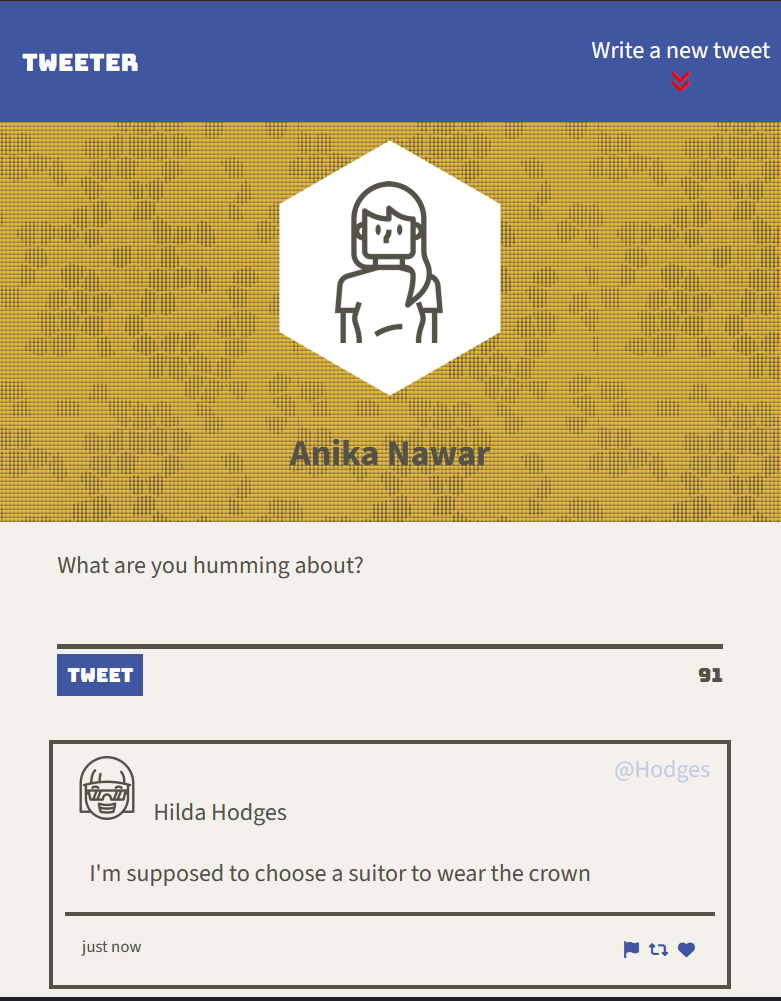 TWEETER
Write a new tweet
Anika Nawar
What are you humming about?
TWEET
91
@Hodges
Hilda Hodges
I'm supposed to choose a suitor to wear the crown
just now